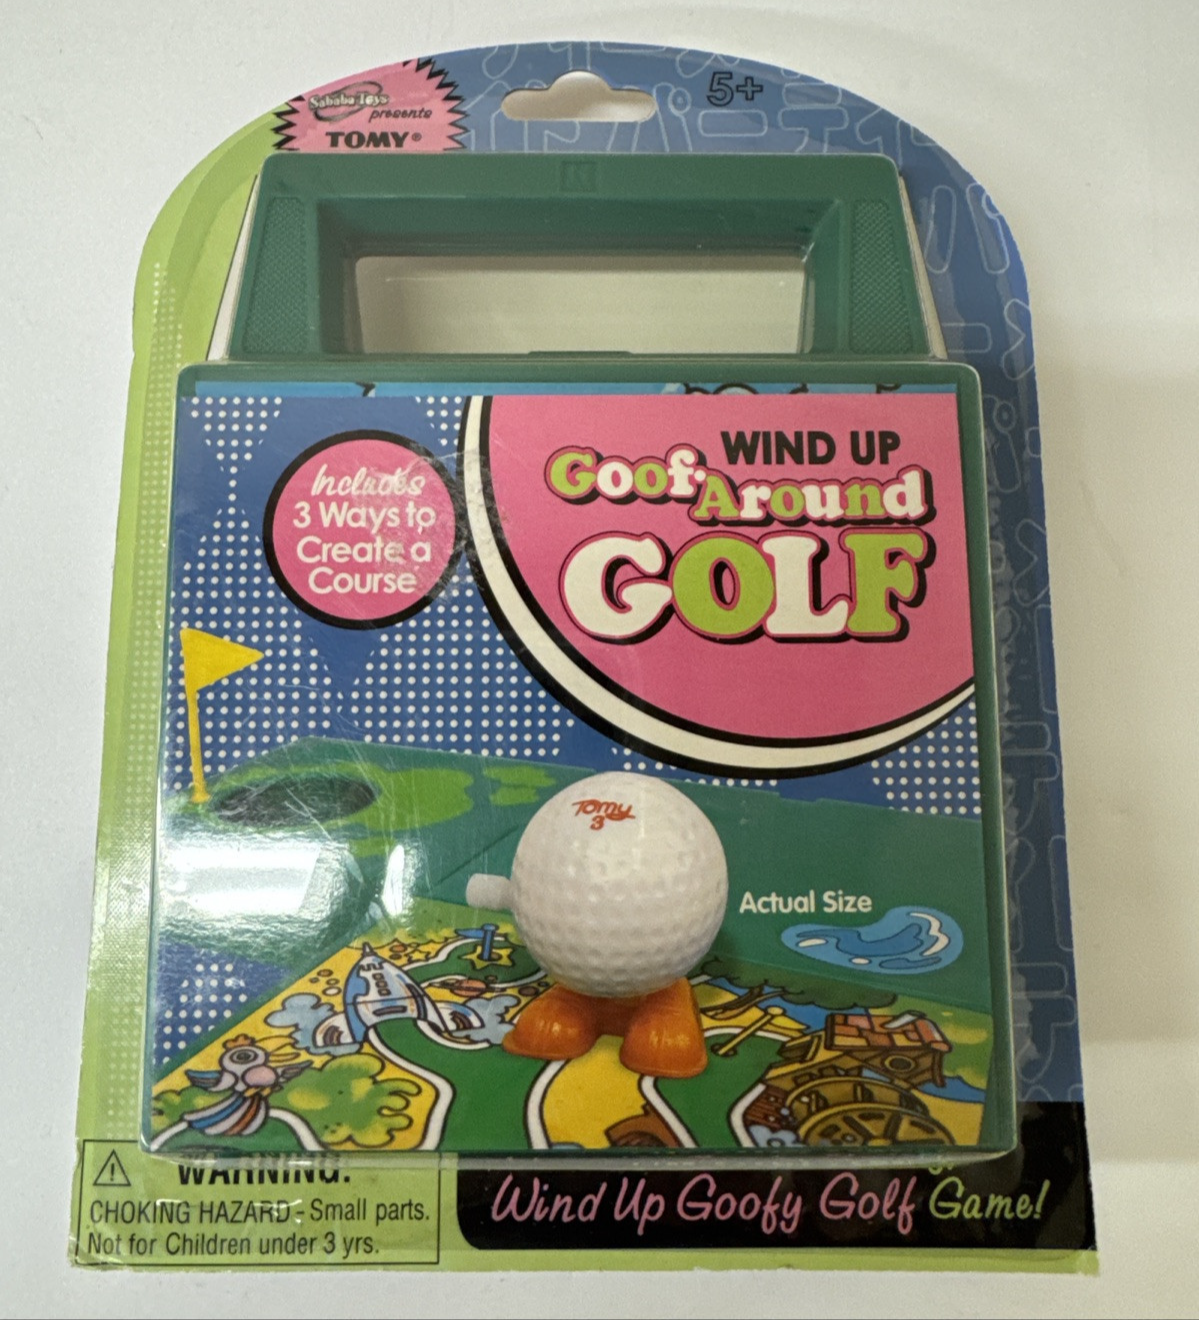 Sababa Toys
presents
TOMY®
5+
Includes
3 Ways to
Create a
Course
WIND UP
Goof-Around
GOLF
Tomy
3
Actual Size
WARNING:
CHOKING HAZARD - Small parts.
Not for Children under 3 yrs.
Wind Up Goofy Golf Game!